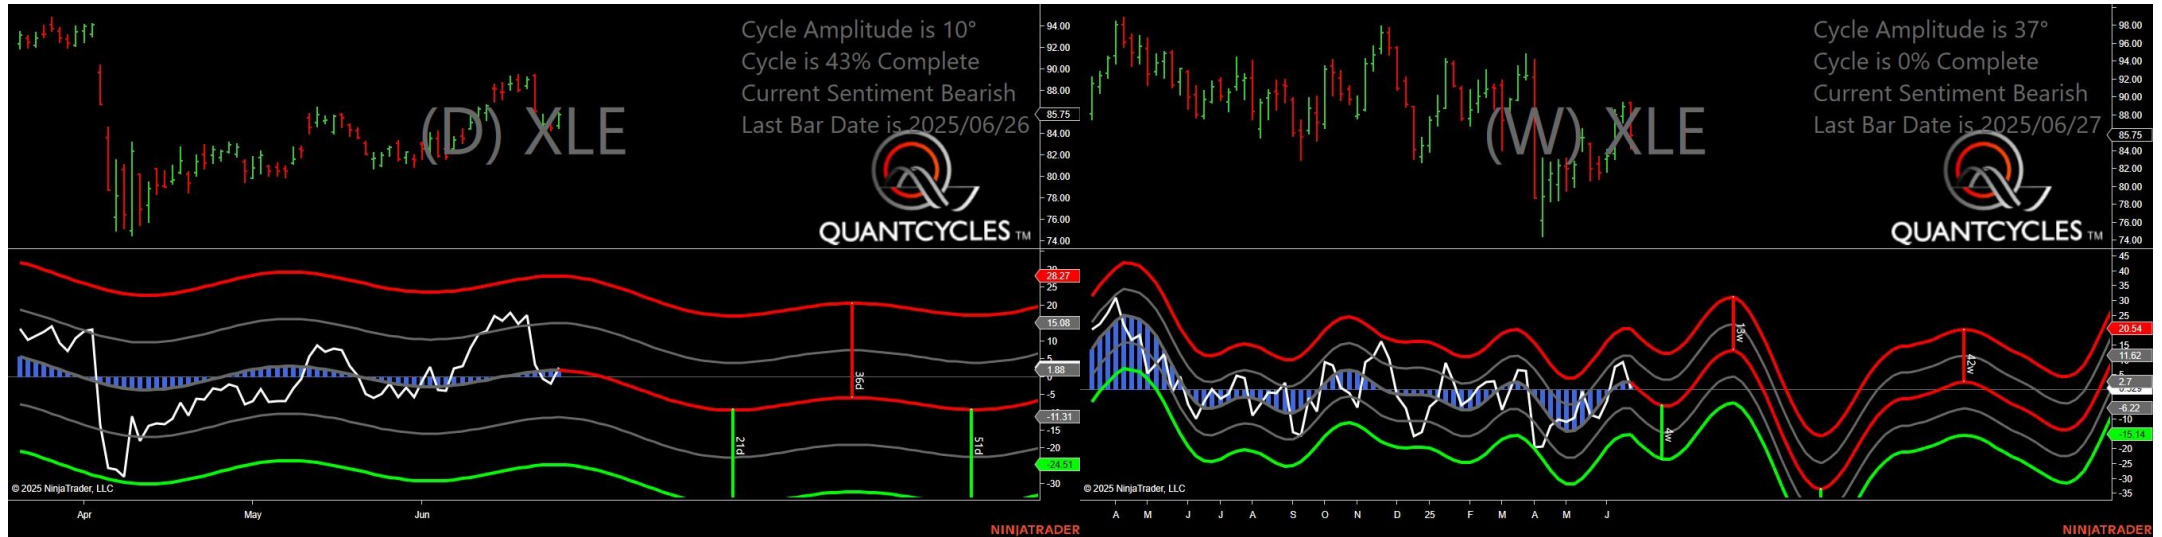 Cycle Amplitude is 10°
Cycle is 43% Complete
Current Sentiment Bearish
Last Bar Date is 2025/06/26
(D) XLE
QUANTCYCLES TM
94.00
92.00
90.00
88.00
85.75
84.00
82.00
80.00
78.00
76.00
74.00
28.27
25
20
15.08
10
5
1.88
-5
-11.31
-15
-20
-24.51
-30
36d
21d
51d
© 2025 NinjaTrader, LLC
Apr May Jun
NINJATRADER
Cycle Amplitude is 37°
Cycle is 0% Complete
Current Sentiment Bearish
Last Bar Date is 2025/06/27
(W) XLE
QUANTCYCLES TM
98.00
96.00
94.00
92.00
90.00
88.00
85.75
84.00
82.00
80.00
78.00
76.00
74.00
45
40
35
30
25
20.54
15
11.62
2.7
-6.22
-10
-15.14
-20
-25
-30
-35
13w
42w
4w
© 2025 NinjaTrader, LLC
A M J J A S O N D 25 F M A M J
NINJATRADER